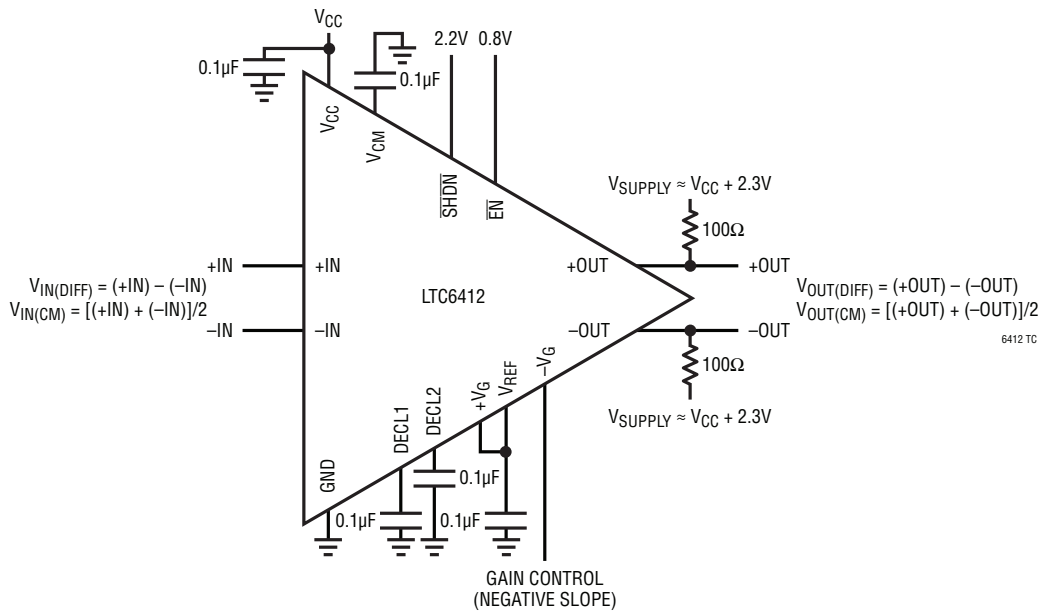 VCC
0.1µF
0.1µF
2.2V
0.8V
VCC
VCM
SHDN
EN
VSUPPLY ≈ VCC + 2.3V
100Ω
+IN
+IN
+OUT
+OUT
VIN(DIFF) = (+IN) – (–IN)
VIN(CM) = [(+IN) + (–IN)]/2
LTC6412
VOUT(DIFF) = (+OUT) – (–OUT)
VOUT(CM) = [(+OUT) + (–OUT)]/2
–IN
–IN
–OUT
–OUT
6412 TC
100Ω
VSUPPLY ≈ VCC + 2.3V
GND
DECL1
DECL2
+VG
VREF
–VG
0.1µF
0.1µF
0.1µF
GAIN CONTROL
(NEGATIVE SLOPE)